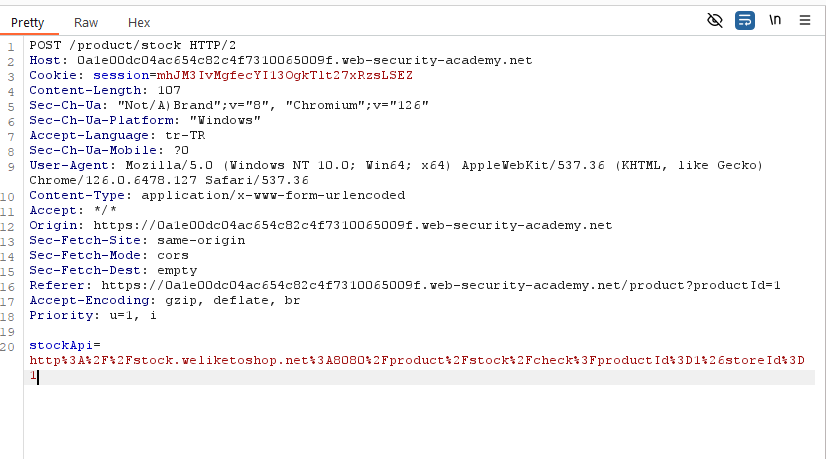 Pretty Raw Hex
\n
1 POST /product/stock HTTP/2
2 Host: 0a1e00dc04ac654c82c4f7310065009f.web-security-academy.net
3 Cookie: session=mhJM3IvMgfecYI13OgkTlt27xRzsLSEZ
4 Content-Length: 107
5 Sec-Ch-Ua: "Not/A)Brand";v="8", "Chromium";v="126"
6 Sec-Ch-Ua-Platform: "Windows"
7 Accept-Language: tr-TR
8 Sec-Ch-Ua-Mobile: ?0
9 User-Agent: Mozilla/5.0 (Windows NT 10.0; Win64; x64) AppleWebKit/537.36 (KHTML, like Gecko)
Chrome/126.0.6478.127 Safari/537.36
10 Content-Type: application/x-www-form-urlencoded
11 Accept: */*
12 Origin: https://0a1e00dc04ac654c82c4f7310065009f.web-security-academy.net
13 Sec-Fetch-Site: same-origin
14 Sec-Fetch-Mode: cors
15 Sec-Fetch-Dest: empty
16 Referer: https://0a1e00dc04ac654c82c4f7310065009f.web-security-academy.net/product?productId=1
17 Accept-Encoding: gzip, deflate, br
18 Priority: u=1, i
19
20 stockApi=
http%3A%2F%2Fstock.weliketoshop.net%3A8080%2Fproduct%2Fstock%2Fcheck%3FproductId%3D1%26storeId%3D
1